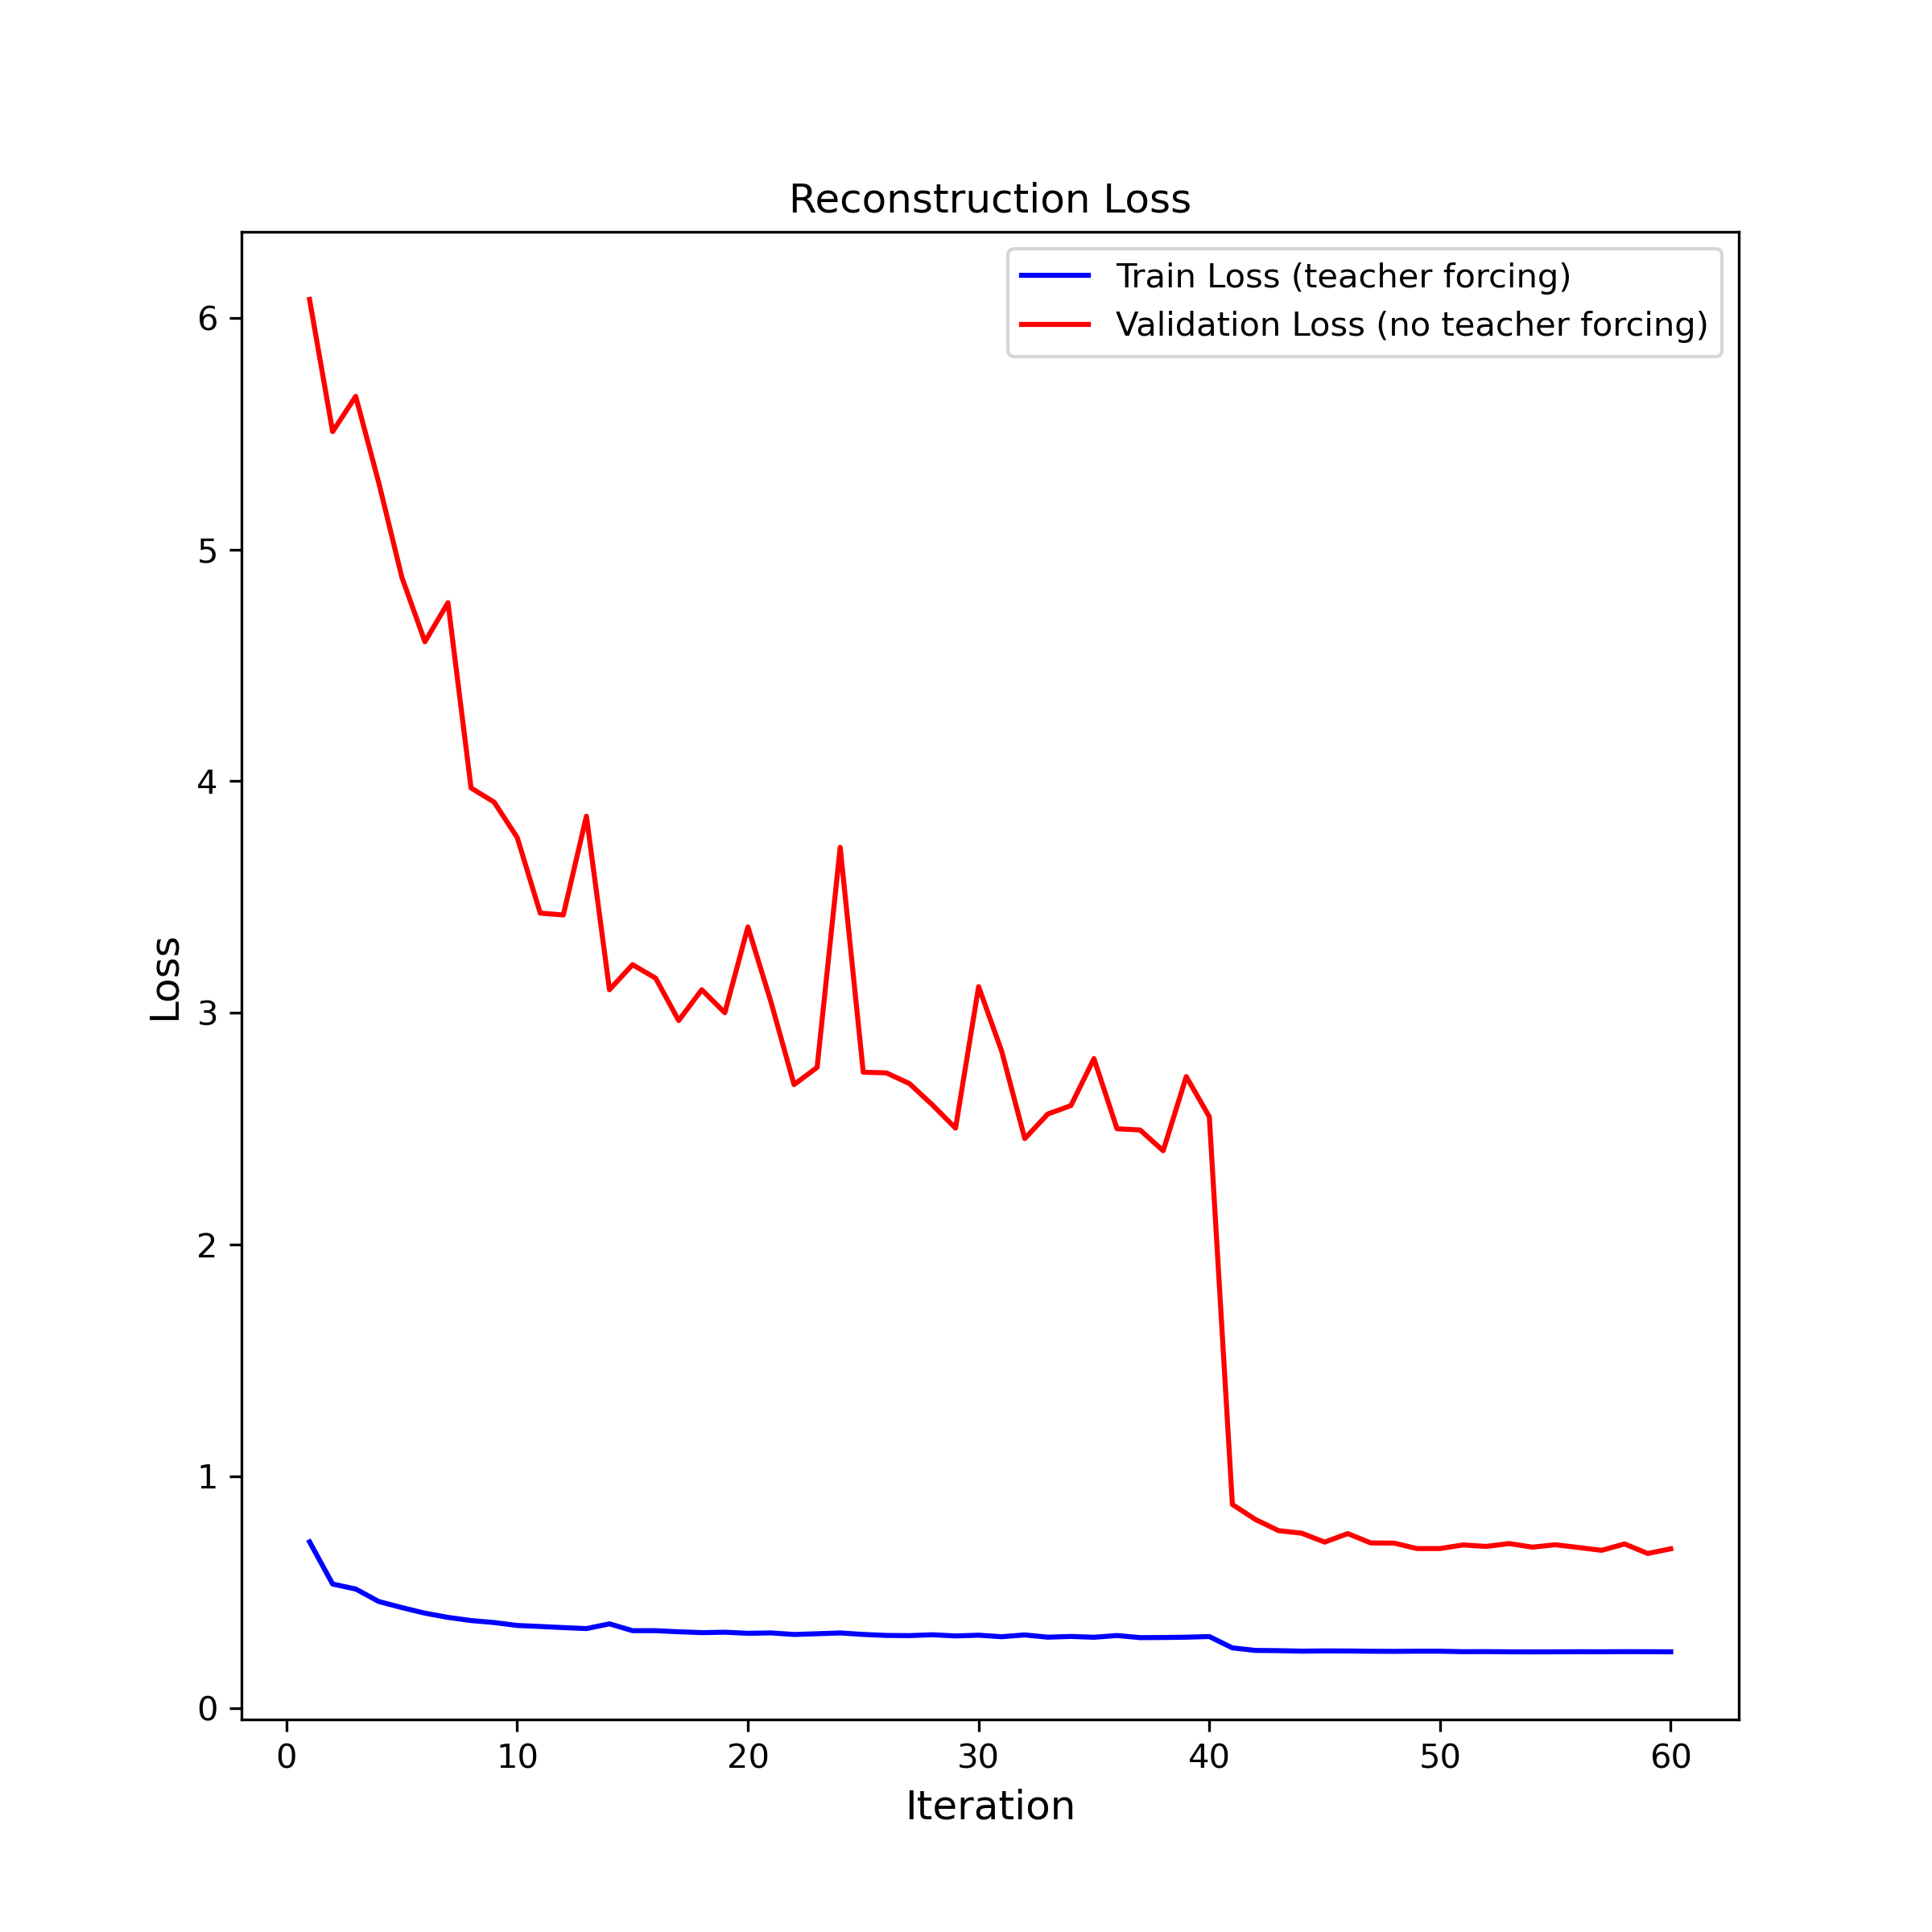 Reconstruction Loss
Train Loss (teacher forcing)
Validation Loss (no teacher forcing)
6
5
4
3
2
1
0
Loss
0 10 20 30 40 50 60
Iteration